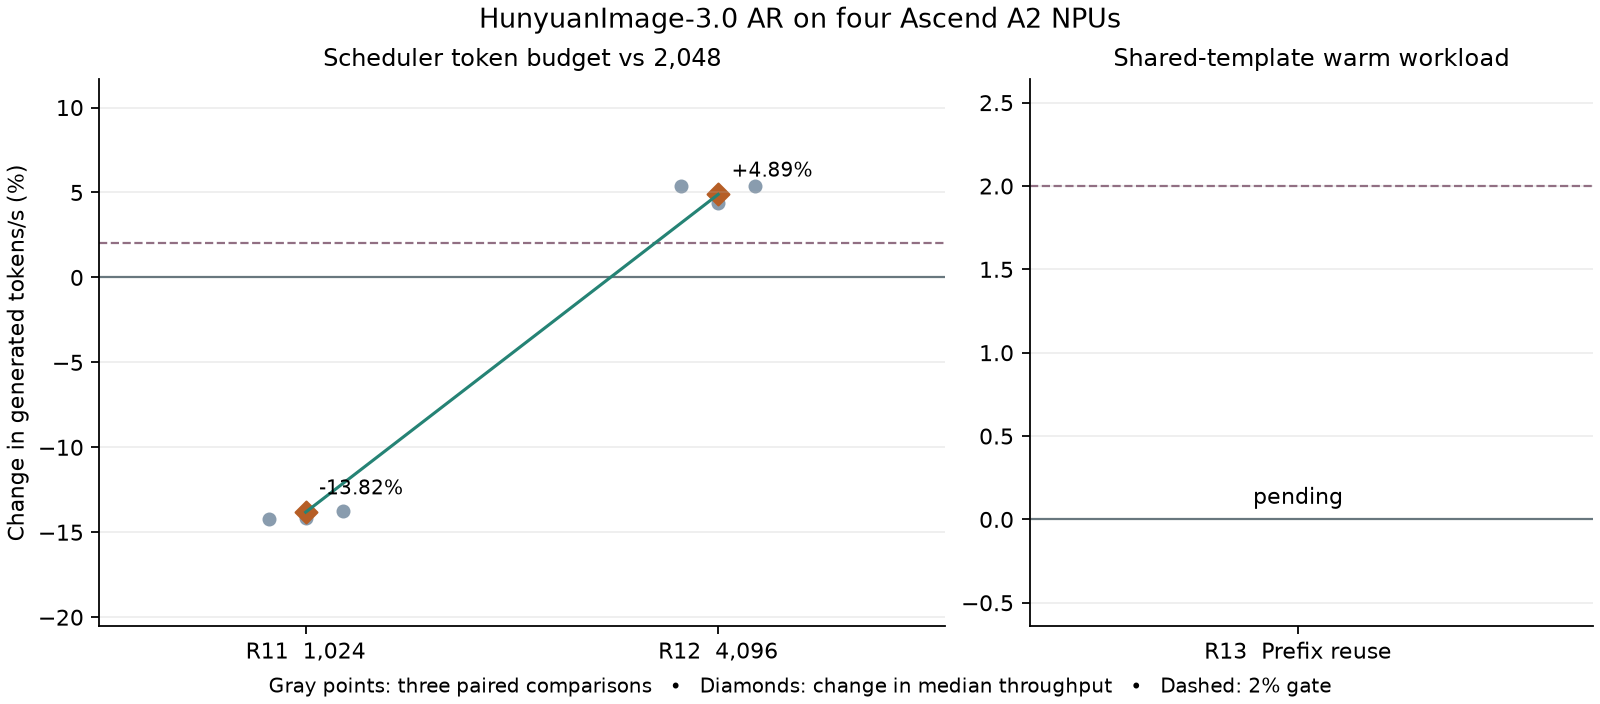 HunyuanImage-3.0 AR on four Ascend A2 NPUs
Scheduler token budget vs 2,048
Change in generated tokens/s (%)
10
5
0
−5
−10
−15
−20
+4.89%
-13.82%
R11 1,024
R12 4,096
Shared-template warm workload
2.5
2.0
1.5
1.0
0.5
0.0
−0.5
pending
R13 Prefix reuse
Gray points: three paired comparisons • Diamonds: change in median throughput • Dashed: 2% gate